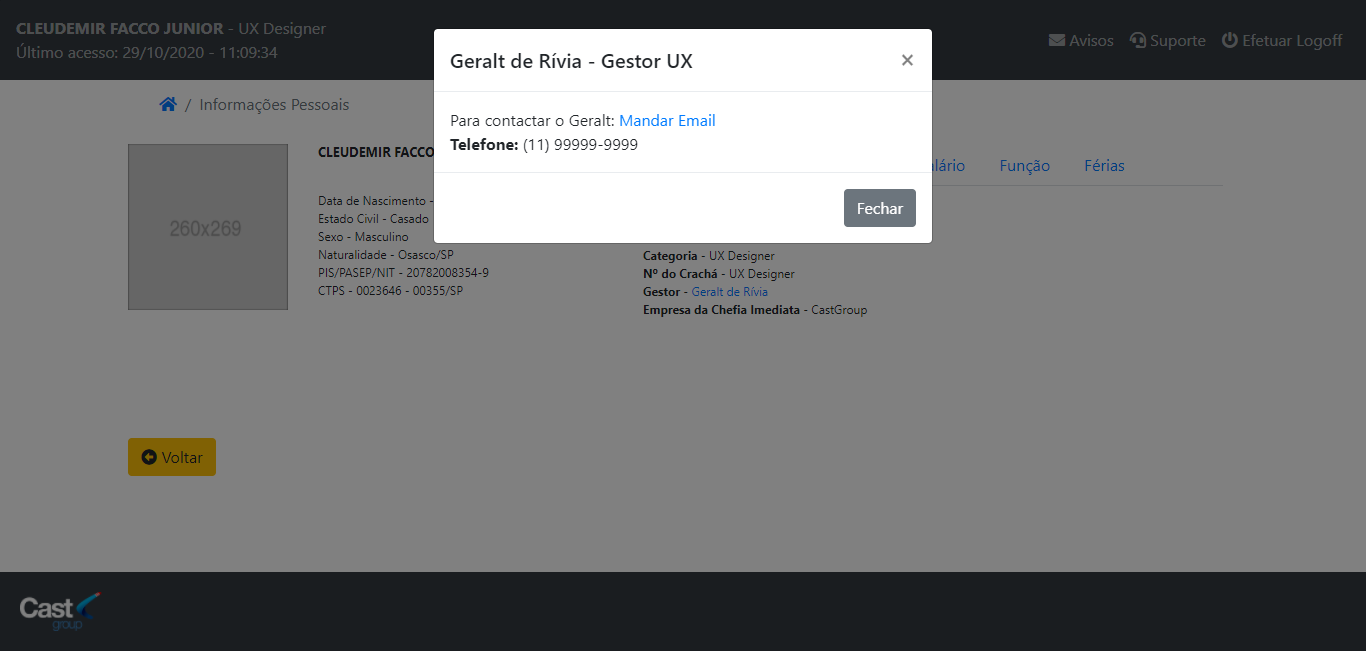 CLEUDEMIR FACCO JUNIOR - UX Designer
Último acesso: 29/10/2020 - 11:09:34
Avisos Suporte Efetuar Logoff
Geralt de Rívia - Gestor UX ×
Para contactar o Geralt: Mandar Email
Telefone: (11) 99999-9999
Fechar
/ Informações Pessoais
260x269
CLEUDEMIR FACCO
Data de Nascimento -
Estado Civil - Casado
Sexo - Masculino
Naturalidade - Osasco/SP
PIS/PASEP/NIT - 20782008354-9
CTPS - 0023646 - 00355/SP
Função Férias
Categoria - UX Designer
Nº do Crachá - UX Designer
Gestor - Geralt de Rívia
Empresa da Chefia Imediata - CastGroup
Voltar
Cast
group